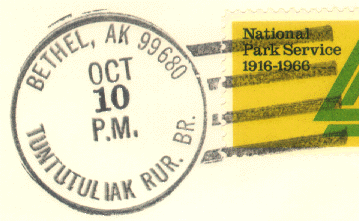 BETHEL, AK 99680
OCT
10
P.M.
TUNTUTULIAK RUR. BR.
National
Park Service
1916-1966